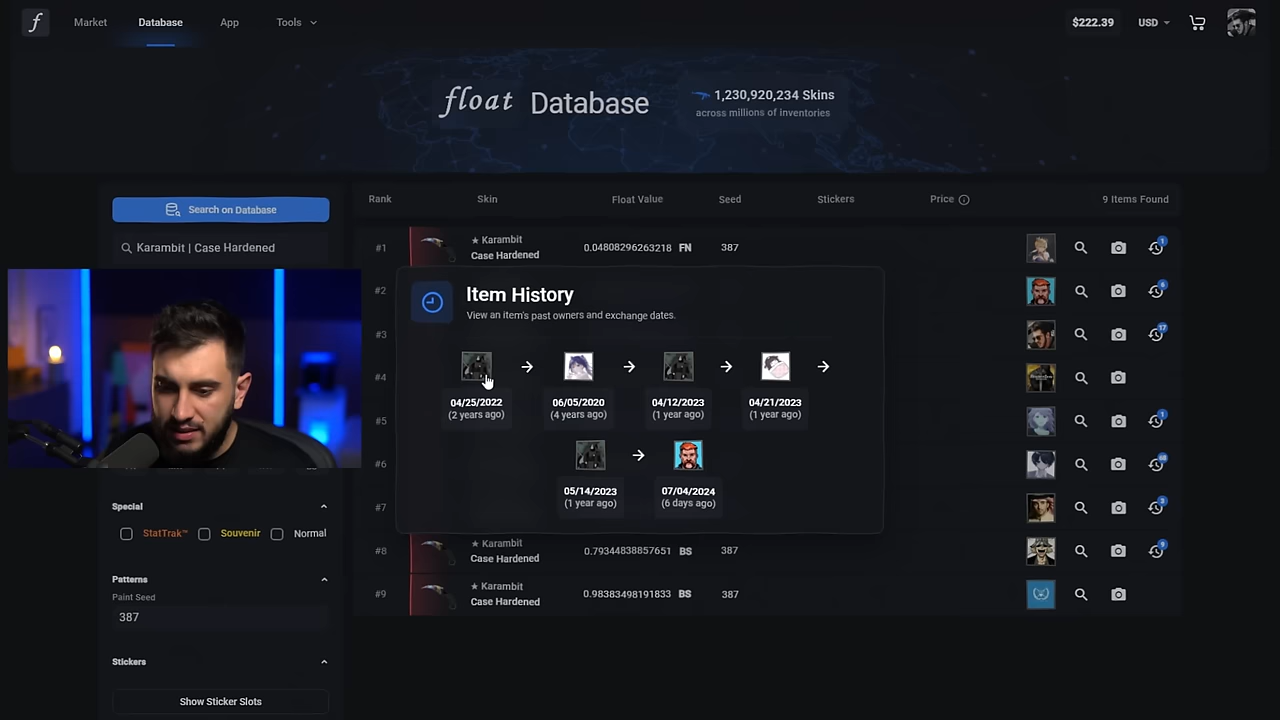 f
Market
Database
App
Tools
$222.39
USD
float Database
1,230,920,234 Skins
across millions of inventories
Search on Database
Karambit | Case Hardened
Rank
Skin
Float Value
Seed
Stickers
Price
9 Items Found
#1
★ Karambit
Case Hardened
0.04808296263218 FN
387
1
#2
6
#3
17
#4
#5
1
#6
#7
3
Item History
View an item's past owners and exchange dates.
04/25/2022
(2 years ago)
06/05/2020
(4 years ago)
04/12/2023
(1 year ago)
04/21/2023
(1 year ago)
05/14/2023
(1 year ago)
07/04/2024
(6 days ago)
#8
★ Karambit
Case Hardened
0.79344838857651 BS
387
9
#9
★ Karambit
Case Hardened
0.98383498191833 BS
387
Special
StatTrak™
Souvenir
Normal
Patterns
Paint Seed
387
Stickers
Show Sticker Slots